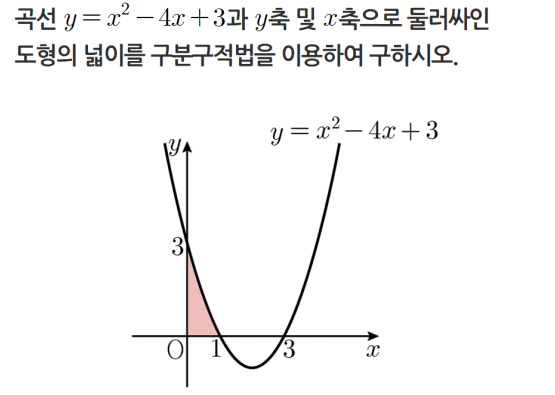 곡선 y = x² − 4x + 3과 y축 및 x축으로 둘러싸인
도형의 넓이를 구분구적법을 이용하여 구하시오.
y = x² − 4x + 3
y
3
O 1 3 x